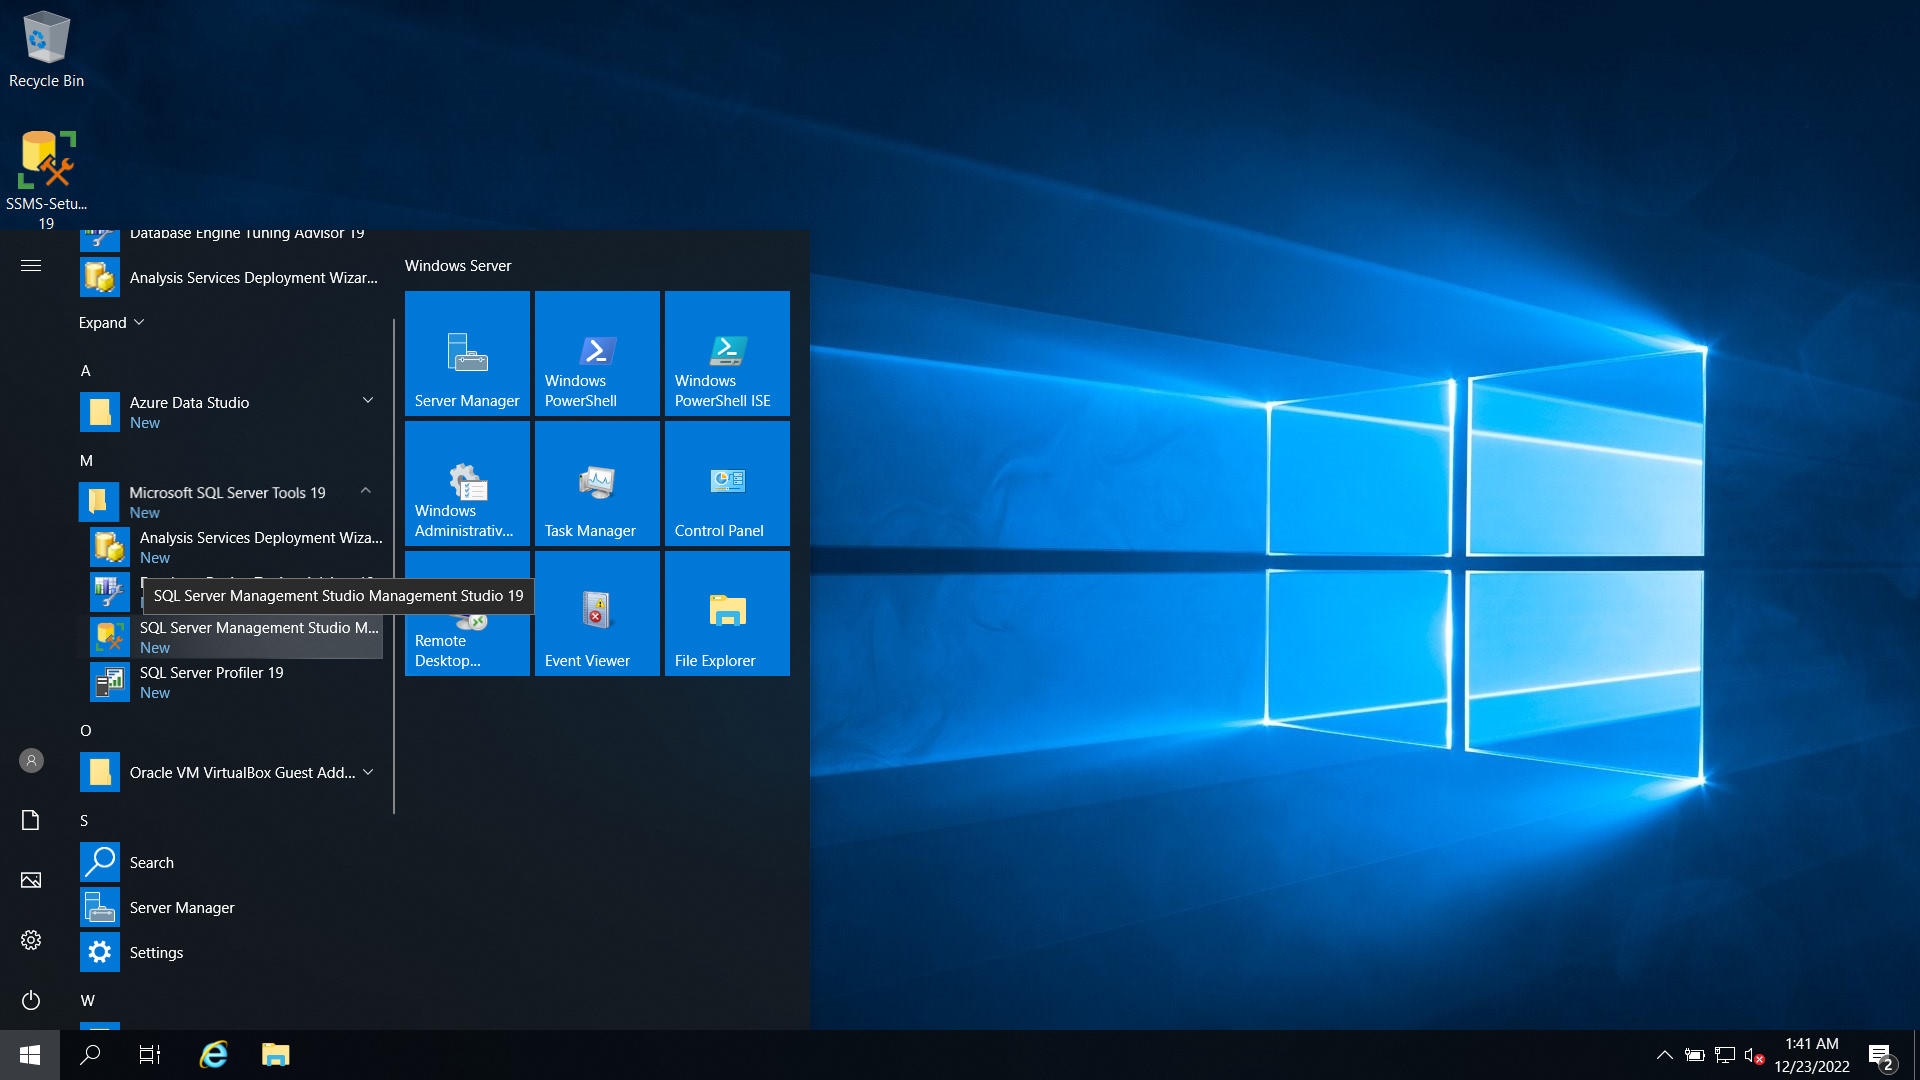 Recycle Bin
SSMS-Setu...
19
Database Engine Tuning Advisor 19
Analysis Services Deployment Wizar...
Expand
A
Azure Data Studio
New
M
Microsoft SQL Server Tools 19
New
Analysis Services Deployment Wiza...
New
SQL Server Management Studio Management Studio 19
SQL Server Management Studio M...
New
SQL Server Profiler 19
New
O
Oracle VM VirtualBox Guest Add...
S
Search
Server Manager
Settings
W
Windows Server
Server Manager
Windows
PowerShell
Windows
PowerShell ISE
Windows
Administrativ...
Task Manager
Control Panel
Remote
Desktop...
Event Viewer
File Explorer
1:41 AM
12/23/2022
2